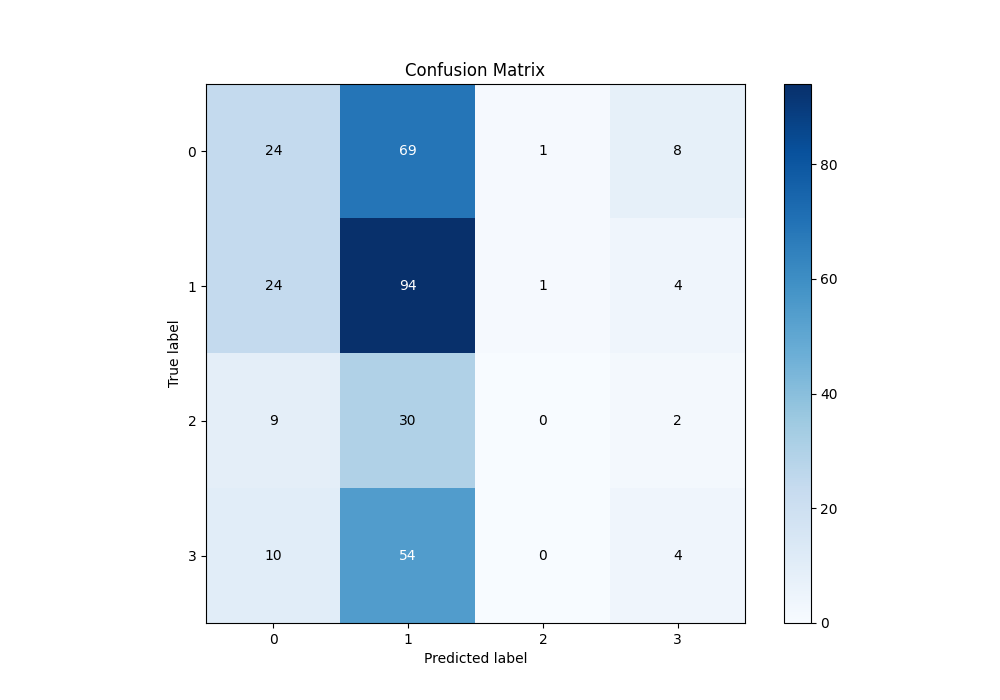 Confusion Matrix
0 24 69 1 8
1 24 94 1 4
2 9 30 0 2
3 10 54 0 4
0 1 2 3
Predicted label
True label
80
60
40
20
0